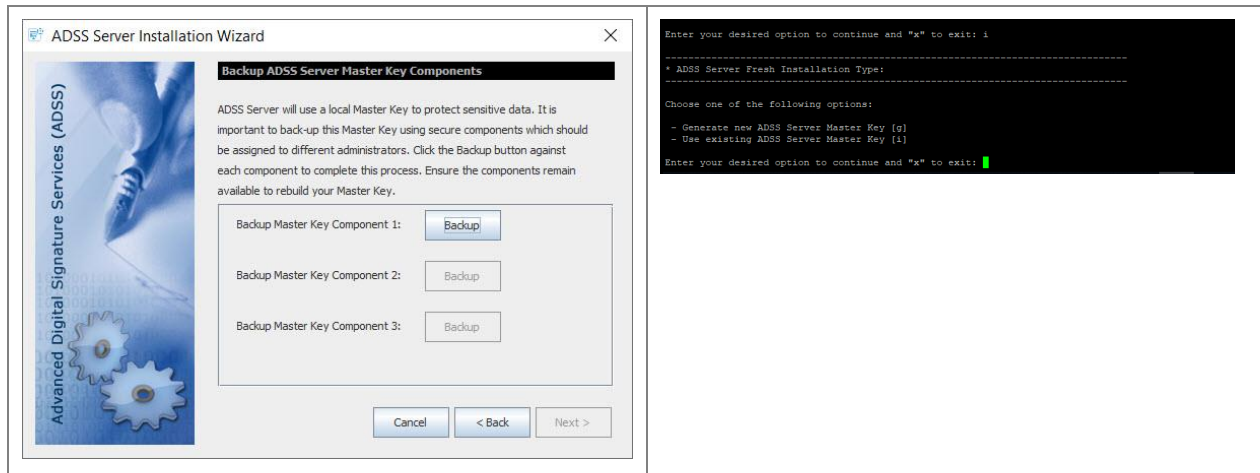 ADSS Server Installation Wizard
Advanced Digital Signature Services (ADSS)
Backup ADSS Server Master Key Components
ADSS Server will use a local Master Key to protect sensitive data. It is
important to back-up this Master Key using secure components which should
be assigned to different administrators. Click the Backup button against
each component to complete this process. Ensure the components remain
available to rebuild your Master Key.
Backup Master Key Component 1: Backup
Backup Master Key Component 2: Backup
Backup Master Key Component 3: Backup
Cancel < Back Next >
Enter your desired option to continue and "x" to exit: i
--------------------------------------------------------------------------------
* ADSS Server Fresh Installation Type:
--------------------------------------------------------------------------------
Choose one of the following options:
- Generate new ADSS Server Master Key [g]
- Use existing ADSS Server Master Key [i]
Enter your desired option to continue and "x" to exit: